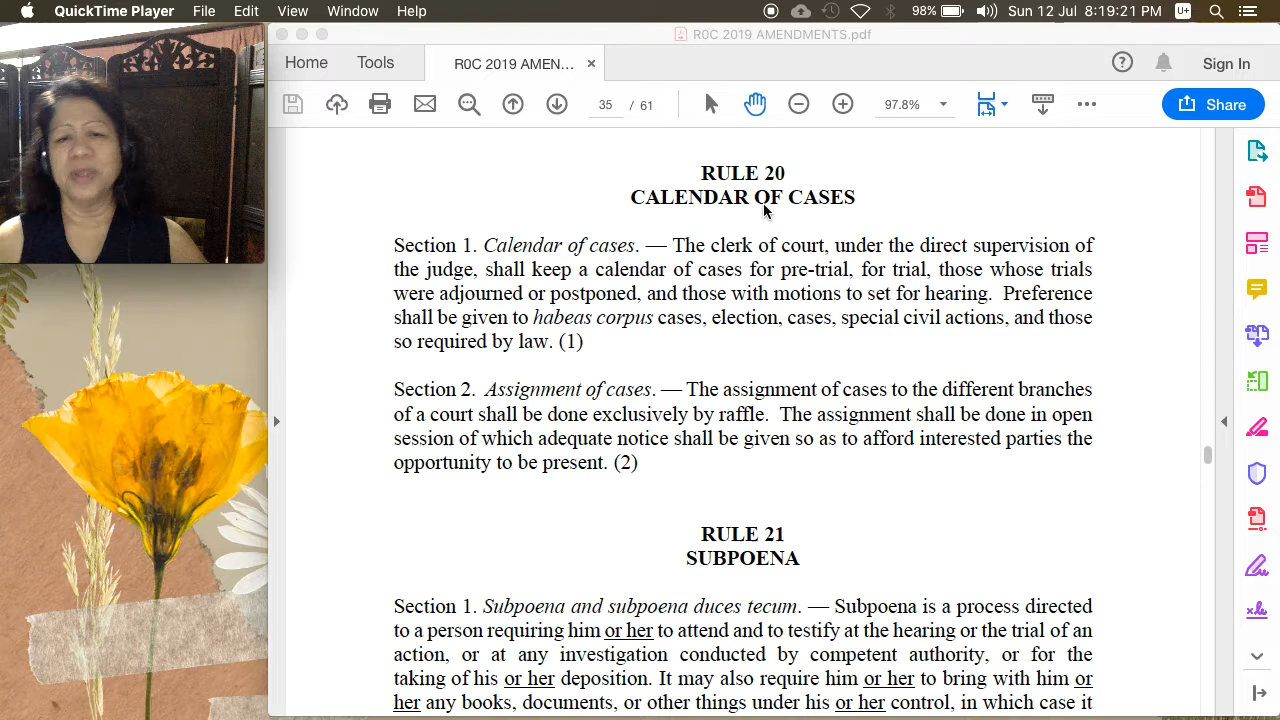 QuickTime Player File Edit View Window Help 98% Sun 12 Jul 8:19:21 PM U+
R0C 2019 AMENDMENTS.pdf
Home Tools R0C 2019 AMEN... × Sign In
35 / 61 97.8% Share
RULE 20
CALENDAR OF CASES
Section 1. Calendar of cases. — The clerk of court, under the direct supervision of
the judge, shall keep a calendar of cases for pre-trial, for trial, those whose trials
were adjourned or postponed, and those with motions to set for hearing. Preference
shall be given to habeas corpus cases, election, cases, special civil actions, and those
so required by law. (1)
Section 2. Assignment of cases. — The assignment of cases to the different branches
of a court shall be done exclusively by raffle. The assignment shall be done in open
session of which adequate notice shall be given so as to afford interested parties the
opportunity to be present. (2)
RULE 21
SUBPOENA
Section 1. Subpoena and subpoena duces tecum. — Subpoena is a process directed
to a person requiring him or her to attend and to testify at the hearing or the trial of an
action, or at any investigation conducted by competent authority, or for the
taking of his or her deposition. It may also require him or her to bring with him or
her any books, documents, or other things under his or her control, in which case it